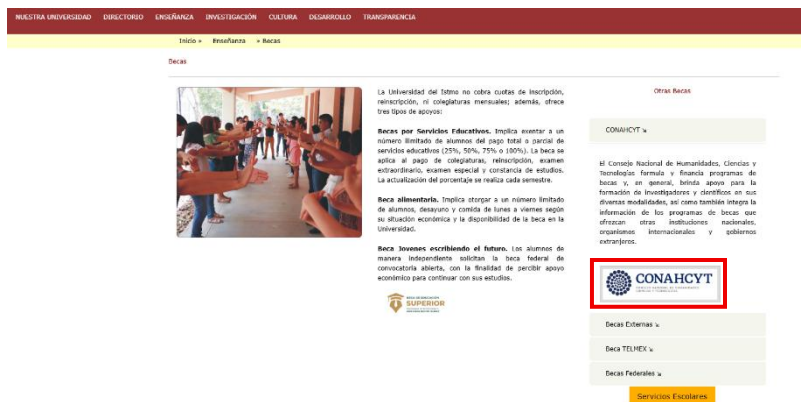 NUESTRA UNIVERSIDAD DIRECTORIO ENSEÑANZA INVESTIGACIÓN CULTURA DESARROLLO TRANSPARENCIA
Inicio » Enseñanza » Becas
Becas
La Universidad del Istmo no cobra cuotas de inscripción,
reinscripción, ni colegiaturas mensuales; además, ofrece
tres tipos de apoyos:
Becas por Servicios Educativos. Implica exentar a un
número ilimitado de alumnos del pago total o parcial de
servicios educativos (25%, 50%, 75% o 100%). La beca se
aplica al pago de colegiaturas, reinscripción, examen
extraordinario, examen especial y constancia de estudios.
La actualización del porcentaje se realiza cada semestre.
Beca alimentaria. Implica otorgar a un número limitado
de alumnos, desayuno y comida de lunes a viernes según
su situación económica y la disponibilidad de la beca en la
Universidad.
Beca Jovenes escribiendo el futuro. Los alumnos de
manera independiente solicitan la beca federal de
convocatoria abierta, con la finalidad de percibir apoyo
económico para continuar con sus estudios.
SUPERIOR
Otras Becas
CONAHCYT
El Consejo Nacional de Humanidades, Ciencias y
Tecnologías formula y financia programas de
becas y, en general, brinda apoyo para la
formación de investigadores y científicos en sus
diversas modalidades, así como también integra la
información de los programas de becas que
ofrezcan otras instituciones nacionales,
organismos internacionales y gobiernos
extranjeros.
CONAHCYT
Becas Externas
Beca TELMEX
Becas Federales
Servicios Escolares